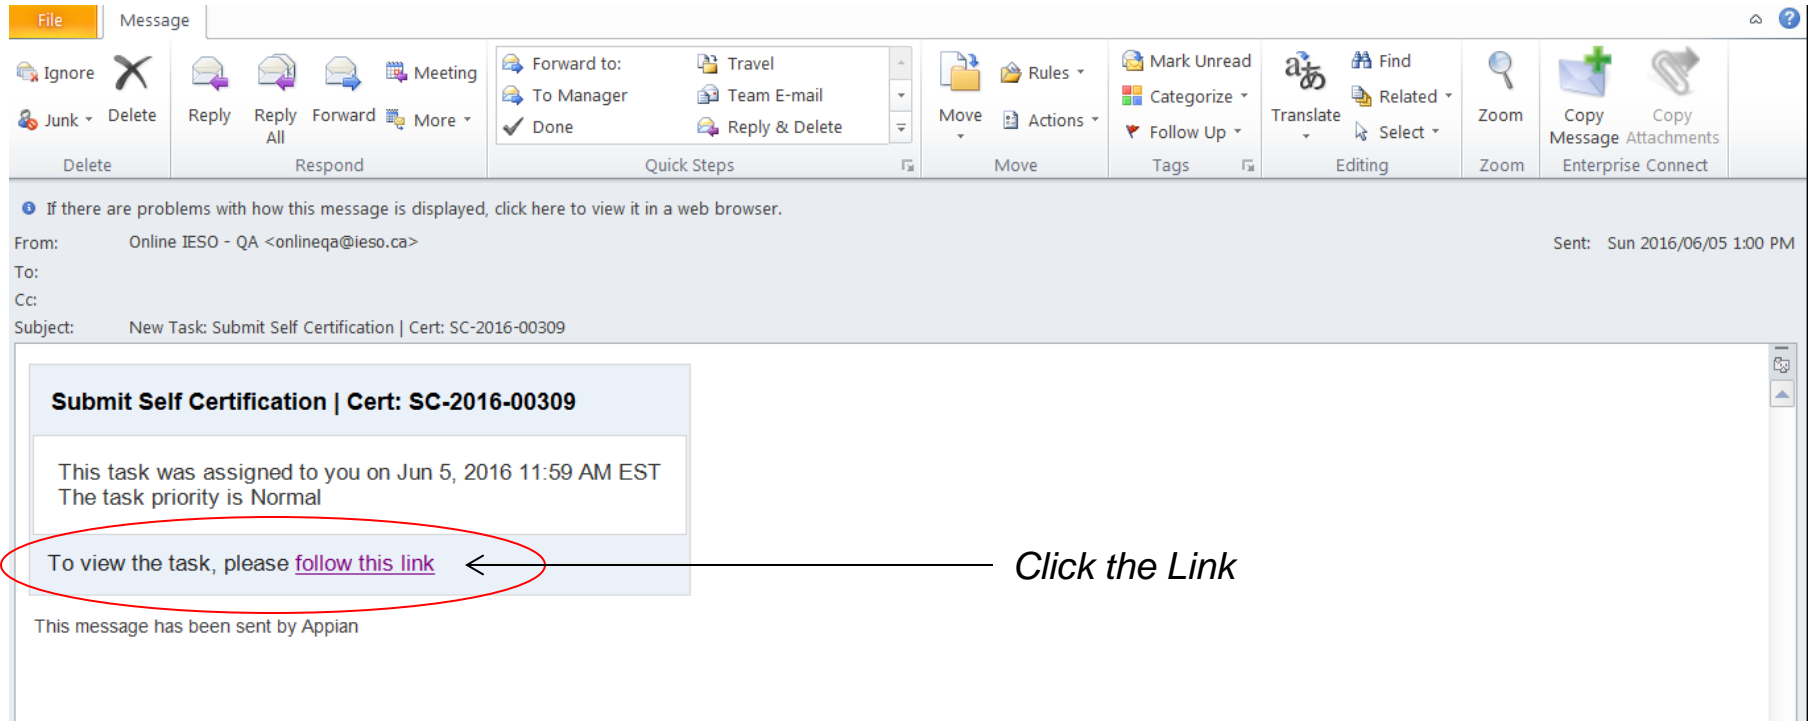 File Message
Ignore
Junk
Delete
Reply
Reply All
Forward
Meeting
More
Forward to:
To Manager
Done
Travel
Team E-mail
Reply & Delete
Move
Rules
Actions
Mark Unread
Categorize
Follow Up
Translate
Find
Related
Select
Zoom
Copy Message
Copy Attachments
Delete Respond Quick Steps Move Tags Editing Zoom Enterprise Connect
If there are problems with how this message is displayed, click here to view it in a web browser.
From: Online IESO - QA <onlineqa@ieso.ca> Sent: Sun 2016/06/05 1:00 PM
To:
Cc:
Subject: New Task: Submit Self Certification | Cert: SC-2016-00309
Submit Self Certification | Cert: SC-2016-00309
This task was assigned to you on Jun 5, 2016 11:59 AM EST
The task priority is Normal
To view the task, please follow this link
Click the Link
This message has been sent by Appian